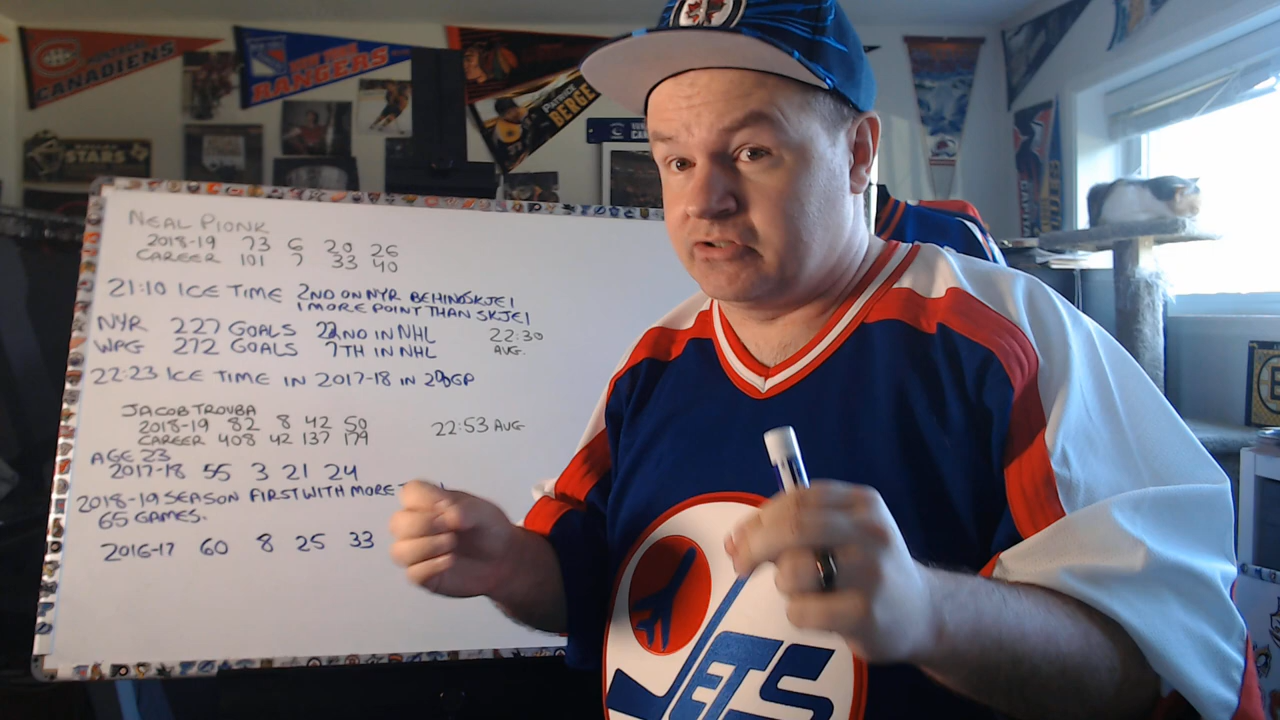 CANADIENS
NEW YORK
RANGERS
PATRICE
BERGE
DALLAS
STARS
NEAL PIONK
2018-19 73 6 20 26
CAREER 101 7 33 40
21:10 ICE TIME 2ND ON NYR BEHIND SKJEI
1 MORE POINT THAN SKJEI
NYR 227 GOALS 22ND IN NHL 22:30
WPG 272 GOALS 7TH IN NHL AVG.
22:23 ICE TIME IN 2017-18 IN 28GP
JACOB TROUBA
2018-19 82 8 42 50
CAREER 408 42 137 179 22:53 AVG
AGE 23
2017-18 55 3 21 24
2018-19 SEASON FIRST WITH MORE
65 GAMES.
2016-17 60 8 25 33
JETS